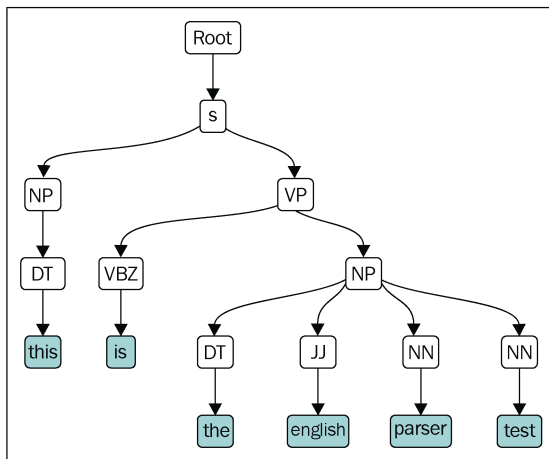 Root
s
NP VP
DT VBZ NP
this is DT JJ NN NN
the english parser test